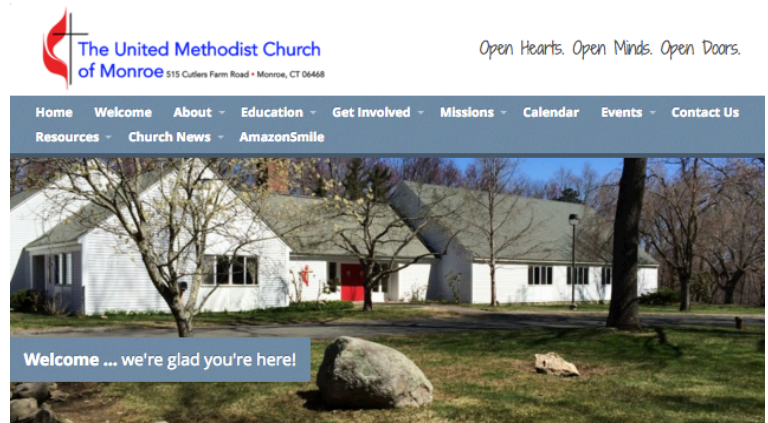 The United Methodist Church
of Monroe 515 Cutlers Farm Road • Monroe, CT 06468
Open Hearts. Open Minds. Open Doors.
Home Welcome About Education Get Involved Missions Calendar Events Contact Us
Resources Church News AmazonSmile
Welcome ... we're glad you're here!